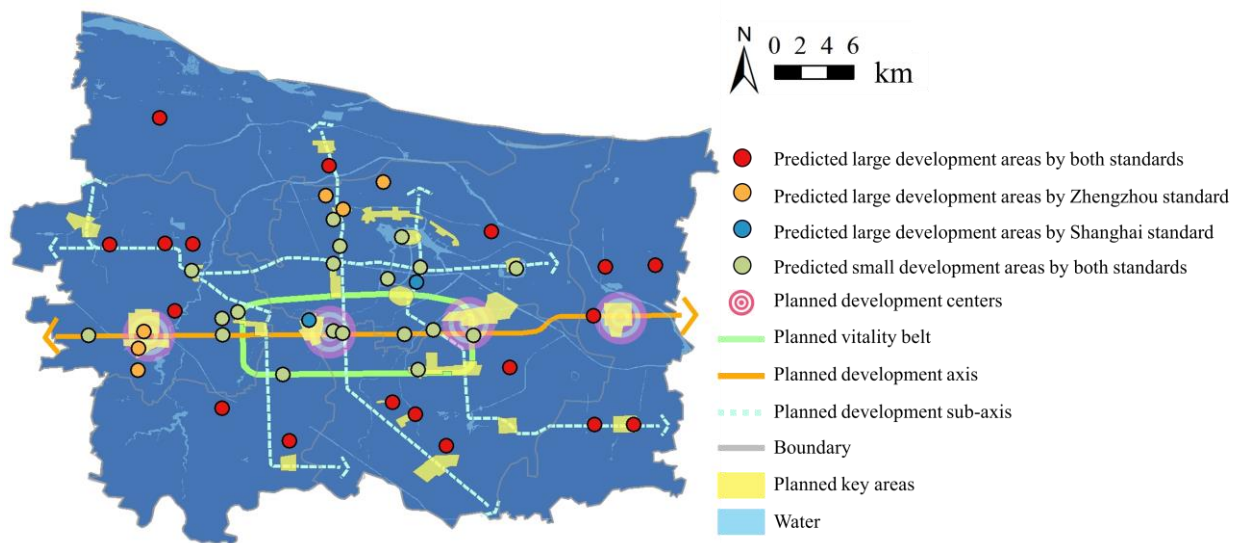 N
0 2 4 6
km
Predicted large development areas by both standards
Predicted large development areas by Zhengzhou standard
Predicted large development areas by Shanghai standard
Predicted small development areas by both standards
Planned development centers
Planned vitality belt
Planned development axis
Planned development sub-axis
Boundary
Planned key areas
Water